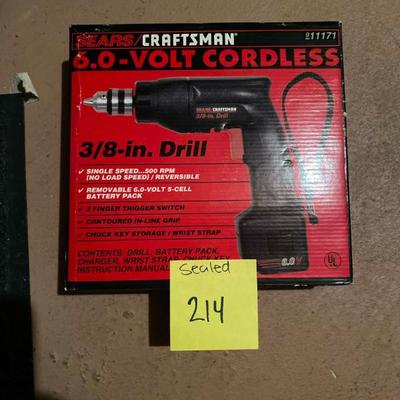 SEARS/CRAFTSMAN
911171
6.0-VOLT CORDLESS
SEARS/CRAFTSMAN
3/8-in. Drill
3/8-in. Drill
✓ SINGLE SPEED...500 RPM
(NO LOAD SPEED) / REVERSIBLE
✓ REMOVABLE 6.0-VOLT 5-CELL
BATTERY PACK
✓ 2 FINGER TRIGGER SWITCH
✓ CONTOURED IN-LINE GRIP
✓ CHUCK KEY STORAGE / WRIST STRAP
CONTENTS: DRILL, BATTERY PACK,
CHARGER, WRIST STRAP, CHUCK KEY,
INSTRUCTION MANUAL
6.0 V
UL
Sealed
214